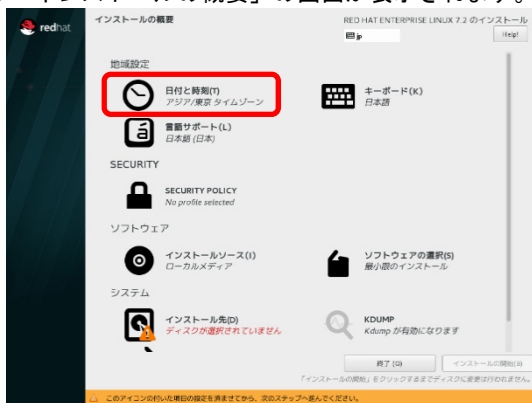 「インストールの概要」の画面が表示されます。
redhat
インストールの概要
RED HAT ENTERPRISE LINUX 7.2 のインストール
jp
Help!
地域設定
日付と時刻(T)
アジア/東京 タイムゾーン
キーボード(K)
日本語
言語サポート(L)
日本語 (日本)
SECURITY
SECURITY POLICY
No profile selected
ソフトウェア
インストールソース(I)
ローカルメディア
ソフトウェアの選択(S)
最小限のインストール
システム
インストール先(D)
ディスクが選択されていません
KDUMP
Kdump が有効になります
終了 (Q)
インストールの開始(B)
「インストールの開始」をクリックするまでディスクに変更は行われません。
このアイコンの付いた項目の設定を済ませてから、次のステップへ進んでください。